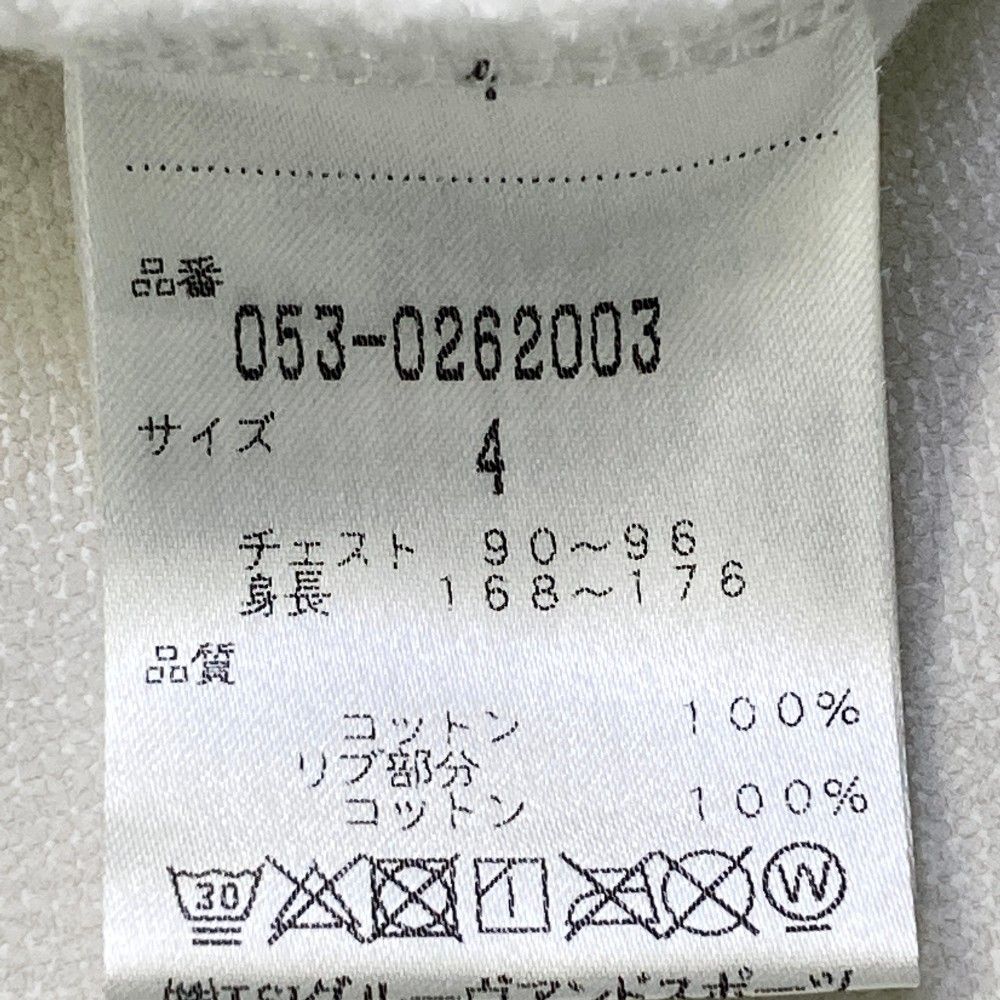 品番
053-0262003
サイズ 4
チェスト 90～96
身長 168～176
品質
コットン 100%
リブ部分
コットン 100%
30
W